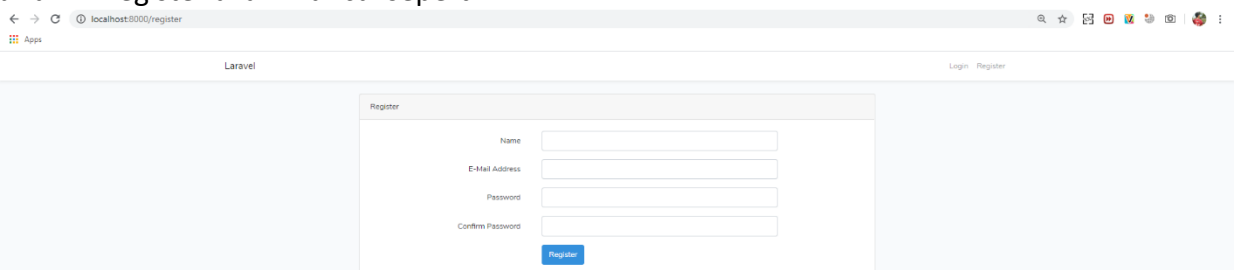 localhost:8000/register
Apps
Laravel
Login Register
Register
Name
E-Mail Address
Password
Confirm Password
Register